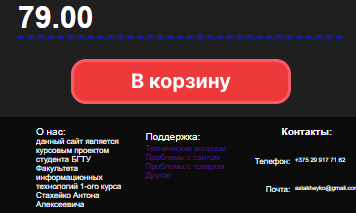 79.00
В корзину
О нас:
данный сайт является
курсовым проектом
студента БГТУ
Факультета
информационных
технологий 1-ого курса
Стахейко Антона
Алексеевича
Поддержка:
Технические вопросы
Проблемы с сайтом
Проблемы с товаром
Другое
Контакты:
Телефон: +375 29 917 71 62
Почта: astakheyko@gmail.com